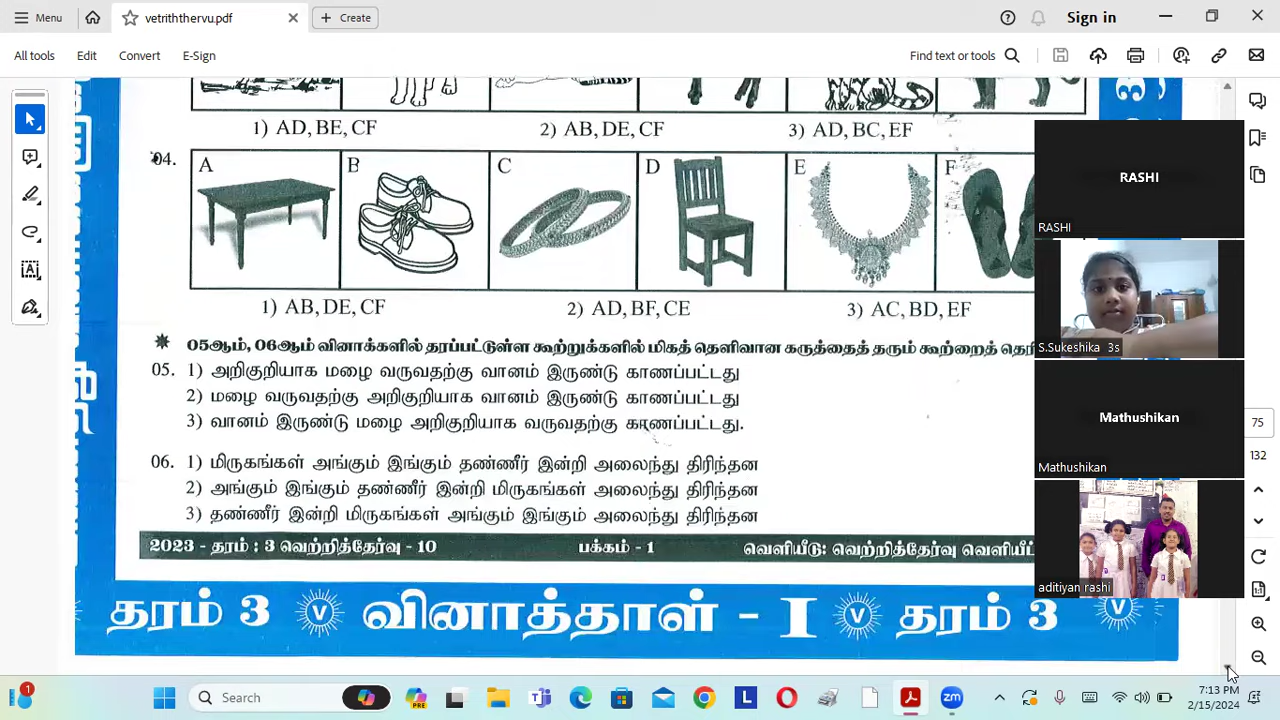 Menu
vetriththervu.pdf
Create
Sign in
All tools
Edit
Convert
E-Sign
Find text or tools
1) AD, BE, CF
2) AB, DE, CF
3) AD, BC, EF
04.
A
B
C
D
E
F
1) AB, DE, CF
2) AD, BF, CE
3) AC, BD, EF
05ஆம், 06ஆம் வினாக்களில் தரப்பட்டுள்ள கூற்றுக்களில் மிகத் தெளிவான கருத்தைத் தரும் கூற்றைத்
05. 1) அறிகுறியாக மழை வருவதற்கு வானம் இருண்டு காணப்பட்டது
2) மழை வருவதற்கு அறிகுறியாக வானம் இருண்டு காணப்பட்டது
3) வானம் இருண்டு மழை அறிகுறியாக வருவதற்கு காணப்பட்டது.
06. 1) மிருகங்கள் அங்கும் இங்கும் தண்ணீர் இன்றி அலைந்து திரிந்தன
2) அங்கும் இங்கும் தண்ணீர் இன்றி மிருகங்கள் அலைந்து திரிந்தன
3) தண்ணீர் இன்றி மிருகங்கள் அங்கும் இங்கும் அலைந்து திரிந்தன
2023 - தரம் : 3 வெற்றித்தேர்வு - 10
பக்கம் - 1
வெளியீடு: வெற்றித்தேர்வு
தரம் 3 V வினாத்தாள் - I V தரம் 3 V
RASHI
RASHI
S.Sukeshika 3s
Mathushikan
Mathushikan
aditiyan rashi
75
132
1
Search
PRE
L
7:13 PM
2/15/2024